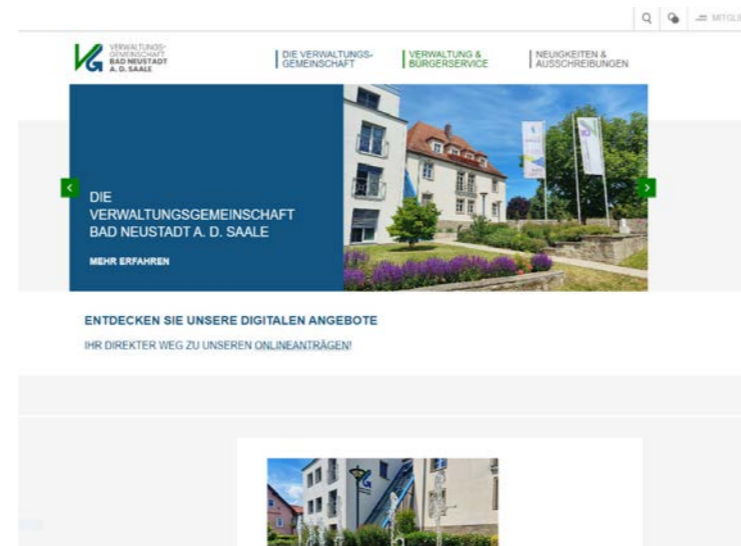 MITGLI
VERWALTUNGS-
GEMEINSCHAFT
BAD NEUSTADT
A. D. SAALE
DIE VERWALTUNGS-
GEMEINSCHAFT
VERWALTUNG &
BÜRGERSERVICE
NEUIGKEITEN &
AUSSCHREIBUNGEN
DIE
VERWALTUNGSGEMEINSCHAFT
BAD NEUSTADT A. D. SAALE
MEHR ERFAHREN
ENTDECKEN SIE UNSERE DIGITALEN ANGEBOTE
IHR DIREKTER WEG ZU UNSEREN ONLINEANTRÄGEN!